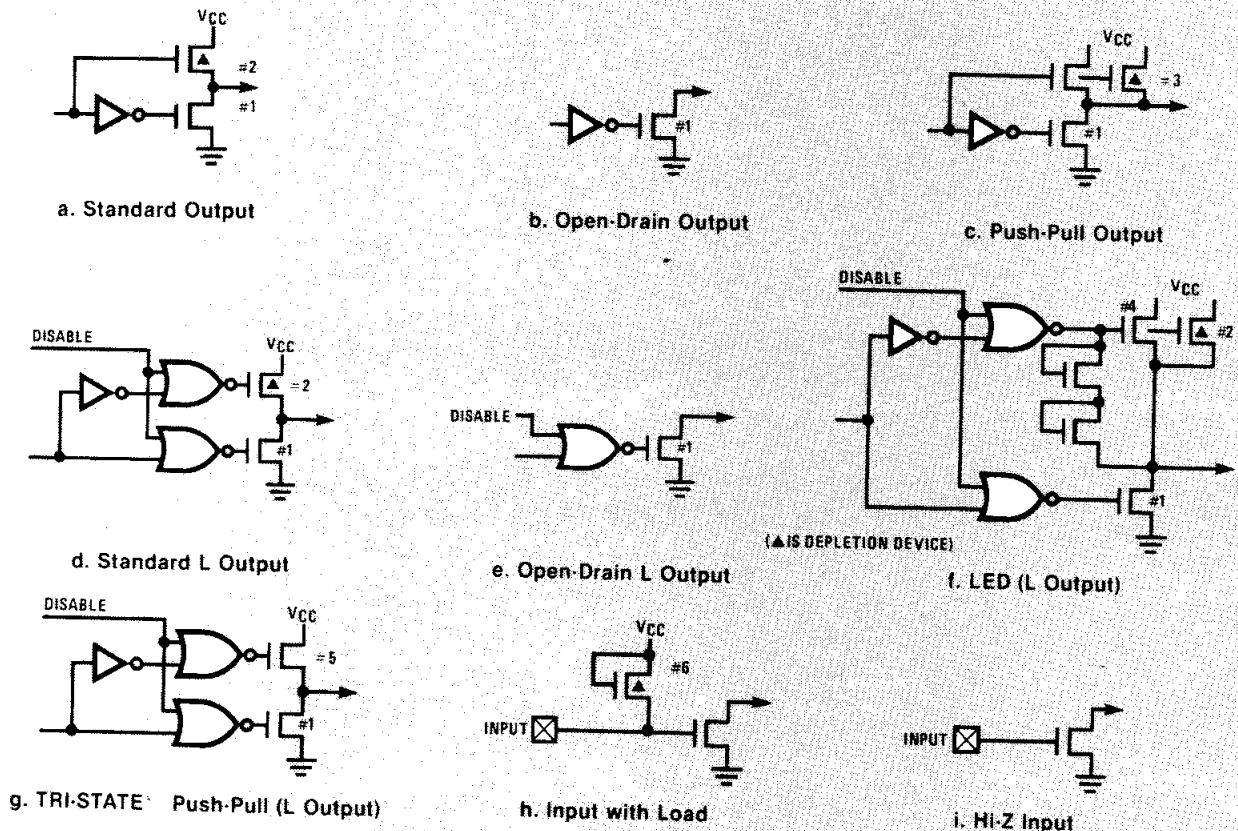 VCC
#2
#1
a. Standard Output
#1
b. Open-Drain Output
VCC
=3
#1
c. Push-Pull Output
DISABLE
VCC
=2
#1
d. Standard L Output
DISABLE
#1
e. Open-Drain L Output
DISABLE
VCC
#4
#2
#1
(▲IS DEPLETION DEVICE)
f. LED (L Output)
DISABLE
VCC
=5
#1
g. TRI-STATE Push-Pull (L Output)
VCC
#6
INPUT
h. Input with Load
INPUT
i. Hi-Z Input